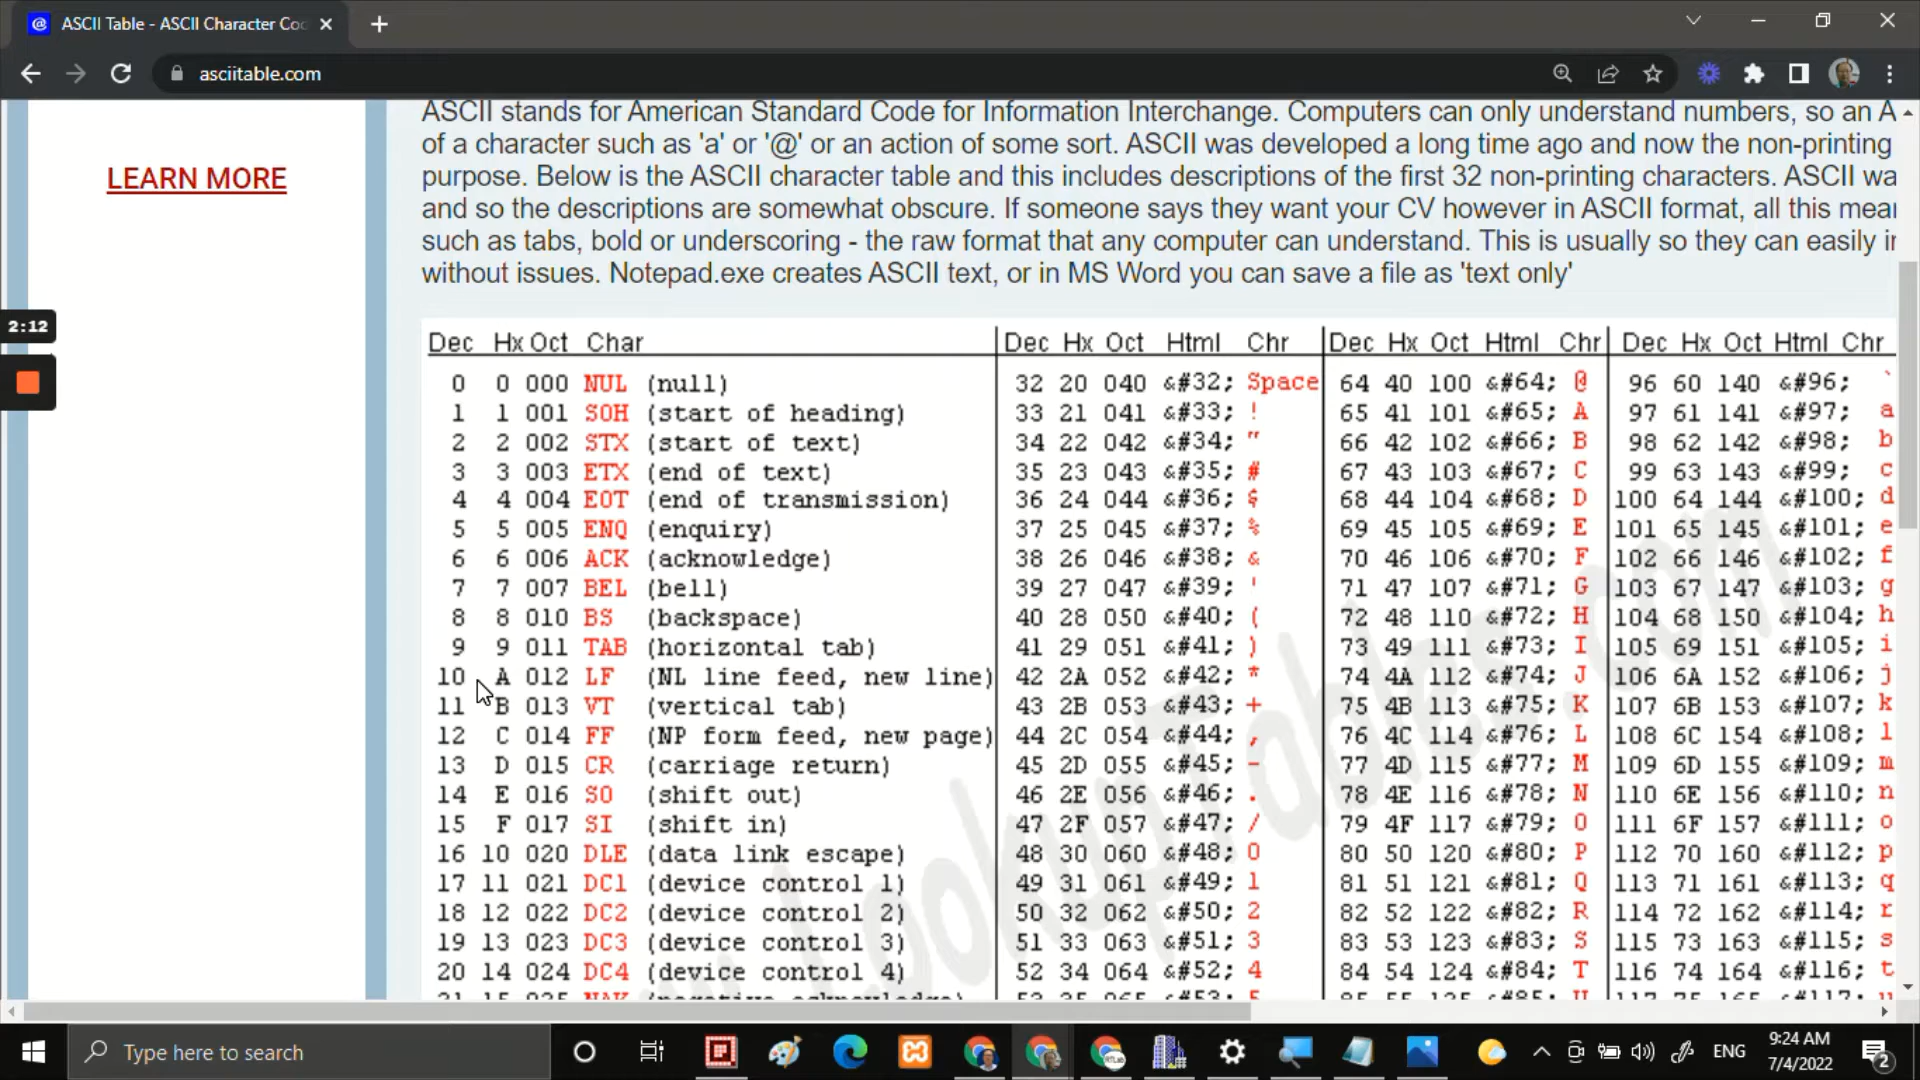 ASCII Table - ASCII Character Co
asciitable.com
LEARN MORE
ASCII stands for American Standard Code for Information Interchange. Computers can only understand numbers, so an A
of a character such as 'a' or '@' or an action of some sort. ASCII was developed a long time ago and now the non-printing
purpose. Below is the ASCII character table and this includes descriptions of the first 32 non-printing characters. ASCII wa
and so the descriptions are somewhat obscure. If someone says they want your CV however in ASCII format, all this mea
such as tabs, bold or underscoring - the raw format that any computer can understand. This is usually so they can easily i
without issues. Notepad.exe creates ASCII text, or in MS Word you can save a file as 'text only'
2:12
Dec Hx Oct Char Dec Hx Oct Html Chr Dec Hx Oct Html Chr Dec Hx Oct Html Chr
0 0 000 NUL (null) 32 20 040 &#32; Space 64 40 100 &#64; @ 96 60 140 &#96; `
1 1 001 SOH (start of heading) 33 21 041 &#33; ! 65 41 101 &#65; A 97 61 141 &#97; a
2 2 002 STX (start of text) 34 22 042 &#34; " 66 42 102 &#66; B 98 62 142 &#98; b
3 3 003 ETX (end of text) 35 23 043 &#35; # 67 43 103 &#67; C 99 63 143 &#99; c
4 4 004 EOT (end of transmission) 36 24 044 &#36; $ 68 44 104 &#68; D 100 64 144 &#100; d
5 5 005 ENQ (enquiry) 37 25 045 &#37; % 69 45 105 &#69; E 101 65 145 &#101; e
6 6 006 ACK (acknowledge) 38 26 046 &#38; & 70 46 106 &#70; F 102 66 146 &#102; f
7 7 007 BEL (bell) 39 27 047 &#39; ' 71 47 107 &#71; G 103 67 147 &#103; g
8 8 010 BS (backspace) 40 28 050 &#40; ( 72 48 110 &#72; H 104 68 150 &#104; h
9 9 011 TAB (horizontal tab) 41 29 051 &#41; ) 73 49 111 &#73; I 105 69 151 &#105; i
10 A 012 LF (NL line feed, new line) 42 2A 052 &#42; * 74 4A 112 &#74; J 106 6A 152 &#106; j
11 B 013 VT (vertical tab) 43 2B 053 &#43; + 75 4B 113 &#75; K 107 6B 153 &#107; k
12 C 014 FF (NP form feed, new page) 44 2C 054 &#44; , 76 4C 114 &#76; L 108 6C 154 &#108; l
13 D 015 CR (carriage return) 45 2D 055 &#45; - 77 4D 115 &#77; M 109 6D 155 &#109; m
14 E 016 SO (shift out) 46 2E 056 &#46; . 78 4E 116 &#78; N 110 6E 156 &#110; n
15 F 017 SI (shift in) 47 2F 057 &#47; / 79 4F 117 &#79; O 111 6F 157 &#111; o
16 10 020 DLE (data link escape) 48 30 060 &#48; 0 80 50 120 &#80; P 112 70 160 &#112; p
17 11 021 DC1 (device control 1) 49 31 061 &#49; 1 81 51 121 &#81; Q 113 71 161 &#113; q
18 12 022 DC2 (device control 2) 50 32 062 &#50; 2 82 52 122 &#82; R 114 72 162 &#114; r
19 13 023 DC3 (device control 3) 51 33 063 &#51; 3 83 53 123 &#83; S 115 73 163 &#115; s
20 14 024 DC4 (device control 4) 52 34 064 &#52; 4 84 54 124 &#84; T 116 74 164 &#116; t
www.LookupTables.com
Type here to search
ENG
9:24 AM
7/4/2022
2